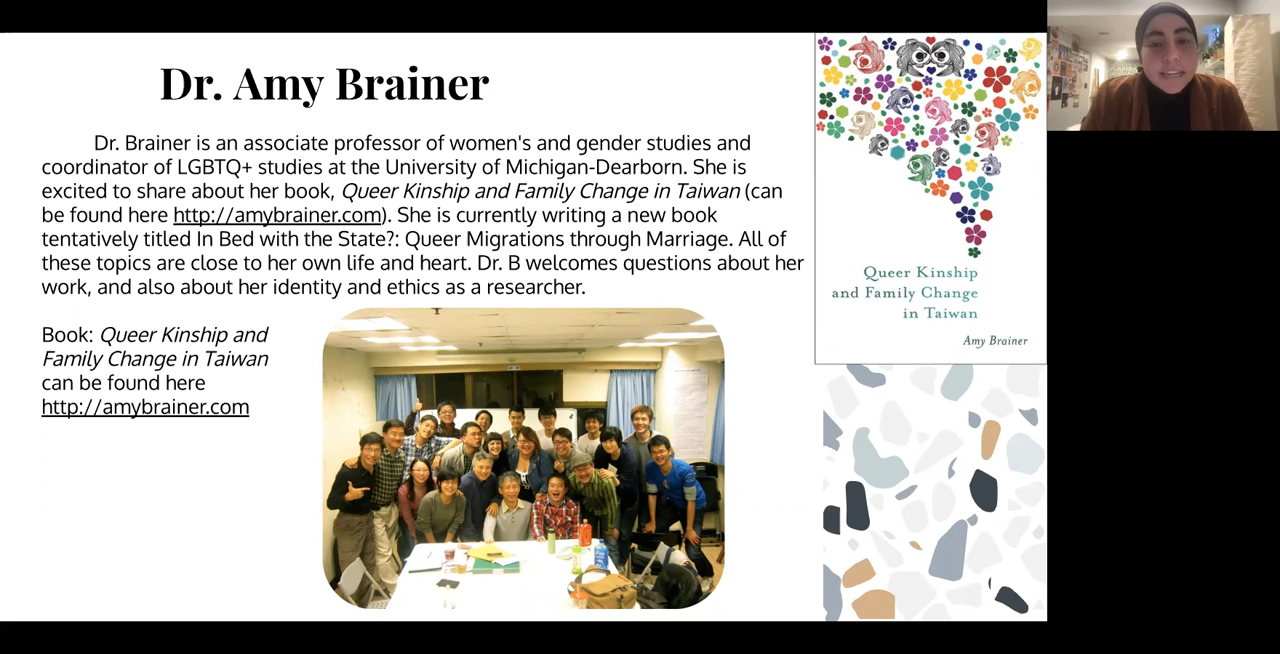 Dr. Amy Brainer
Dr. Brainer is an associate professor of women's and gender studies and
coordinator of LGBTQ+ studies at the University of Michigan-Dearborn. She is
excited to share about her book, Queer Kinship and Family Change in Taiwan (can
be found here http://amybrainer.com). She is currently writing a new book
tentatively titled In Bed with the State?: Queer Migrations through Marriage. All of
these topics are close to her own life and heart. Dr. B welcomes questions about her
work, and also about her identity and ethics as a researcher.
Book: Queer Kinship and
Family Change in Taiwan
can be found here
http://amybrainer.com
Queer Kinship
and Family Change
in Taiwan
Amy Brainer